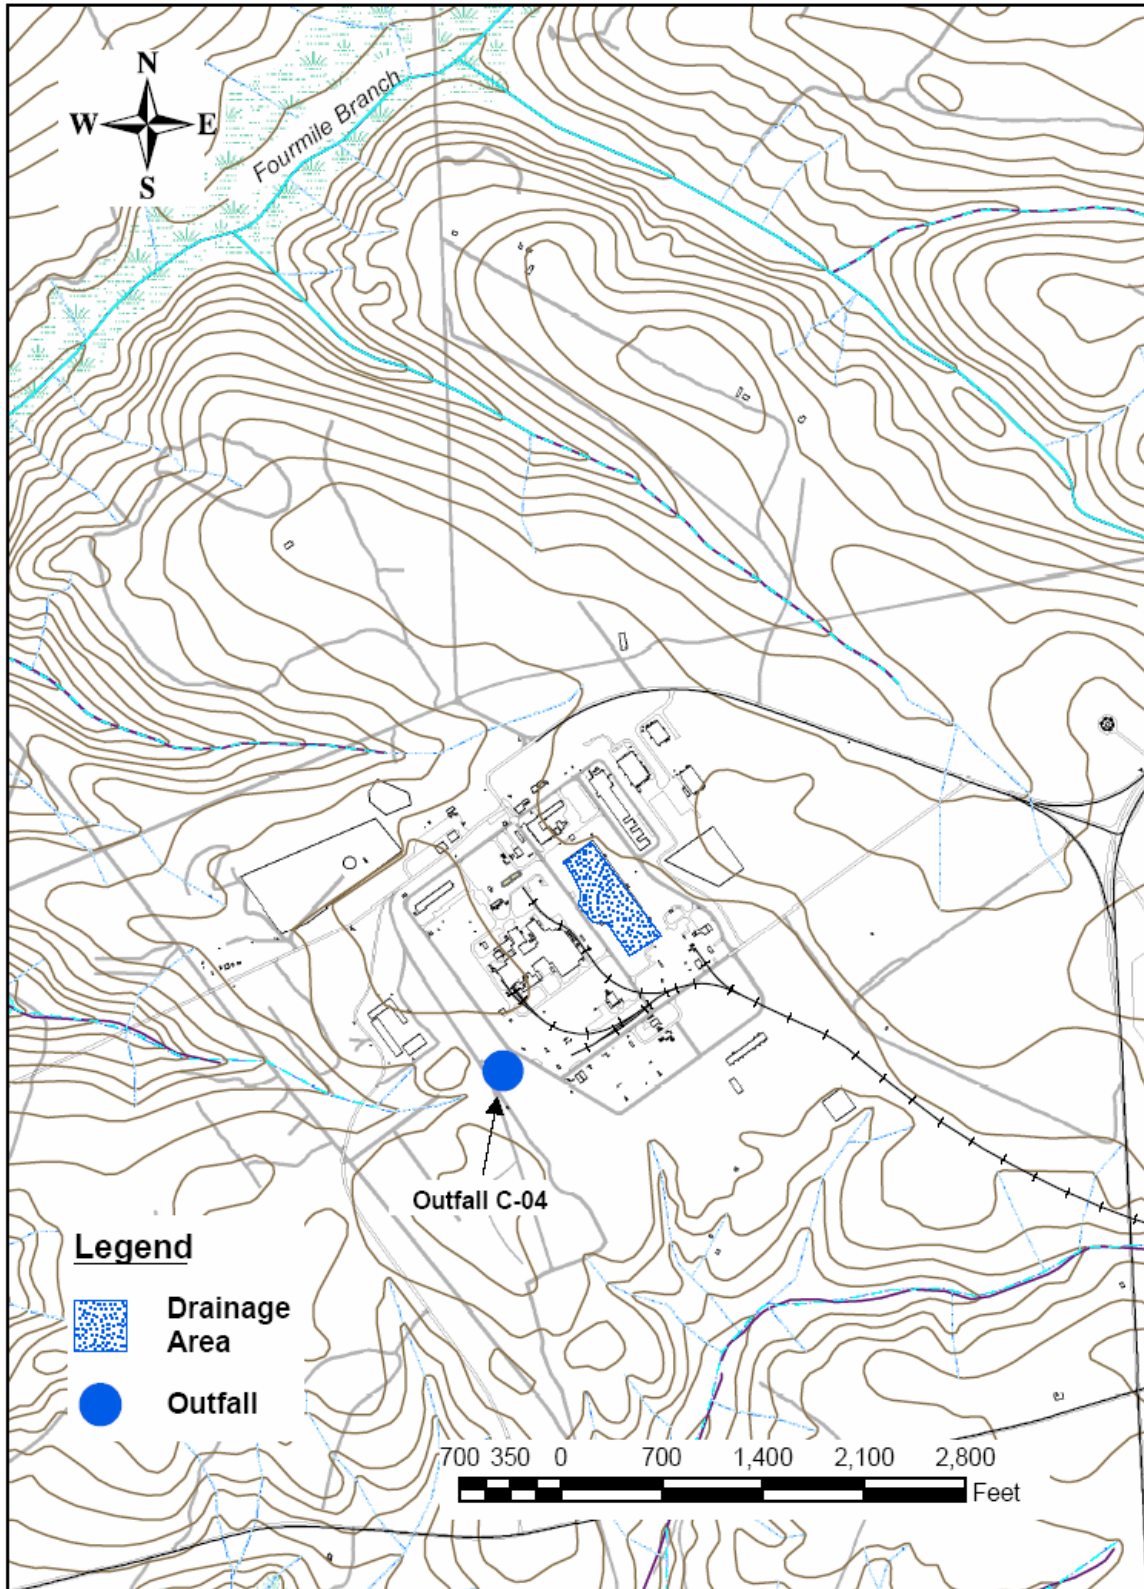 N
W E
S
Fourmile Branch
Outfall C-04
Legend
Drainage
Area
Outfall
700 350 0 700 1,400 2,100 2,800
Feet